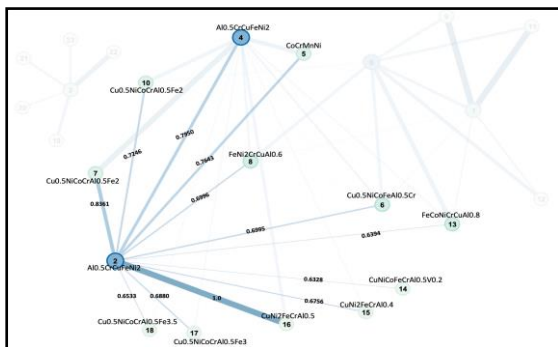 Al0.5CrCuFeNi2
4
CoCrMnNi
5
10
Cu0.5NiCoCrAl0.5Fe2
0.7246
0.7950
0.7643
FeNi2CrCuAl0.6
8
7
Cu0.5NiCoCrAl0.5Fe2
0.8361
0.6996
Cu0.5NiCoFeAl0.5Cr
6
FeCoNiCrCuAl0.8
13
0.6995
0.6394
2
Al0.5CrCuFeNi2
0.6328
CuNiCoFeCrAl0.5V0.2
14
0.6533
0.6880
1.0
0.6756
CuNi2FeCrAl0.4
15
CuNi2FeCrAl0.5
16
Cu0.5NiCoCrAl0.5Fe3.5
18
17
Cu0.5NiCoCrAl0.5Fe3